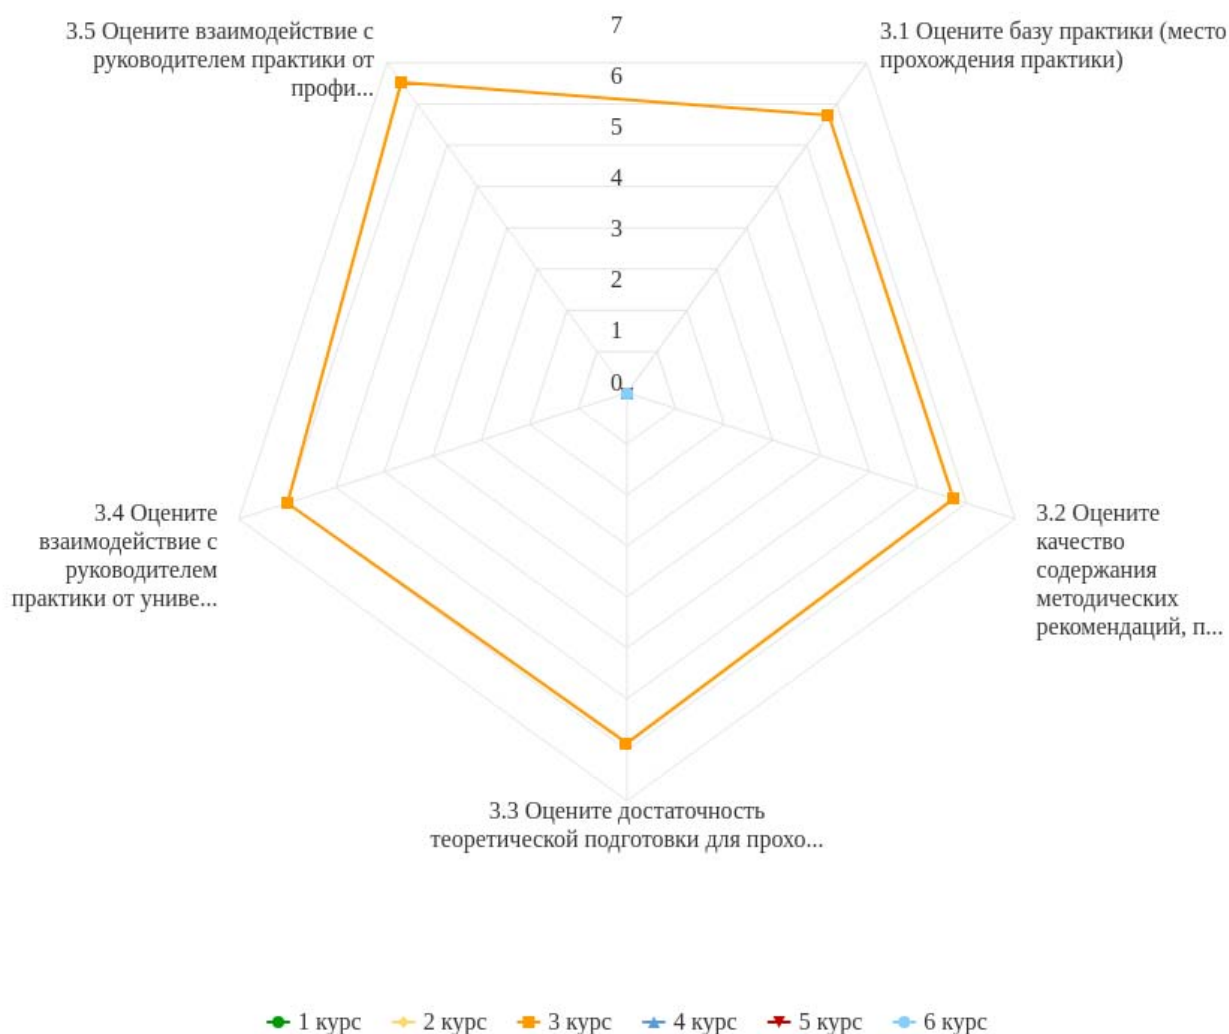 7
3.5 Оцените взаимодействие с
руководителем практики от
профи...
3.1 Оцените базу практики (место
прохождения практики)
6
5
4
3
2
1
0
3.4 Оцените
взаимодействие с
руководителем
практики от униве...
3.2 Оцените
качество
содержания
методических
рекомендаций, п...
3.3 Оцените достаточность
теоретической подготовки для прохо...
1 курс 2 курс 3 курс 4 курс 5 курс 6 курс